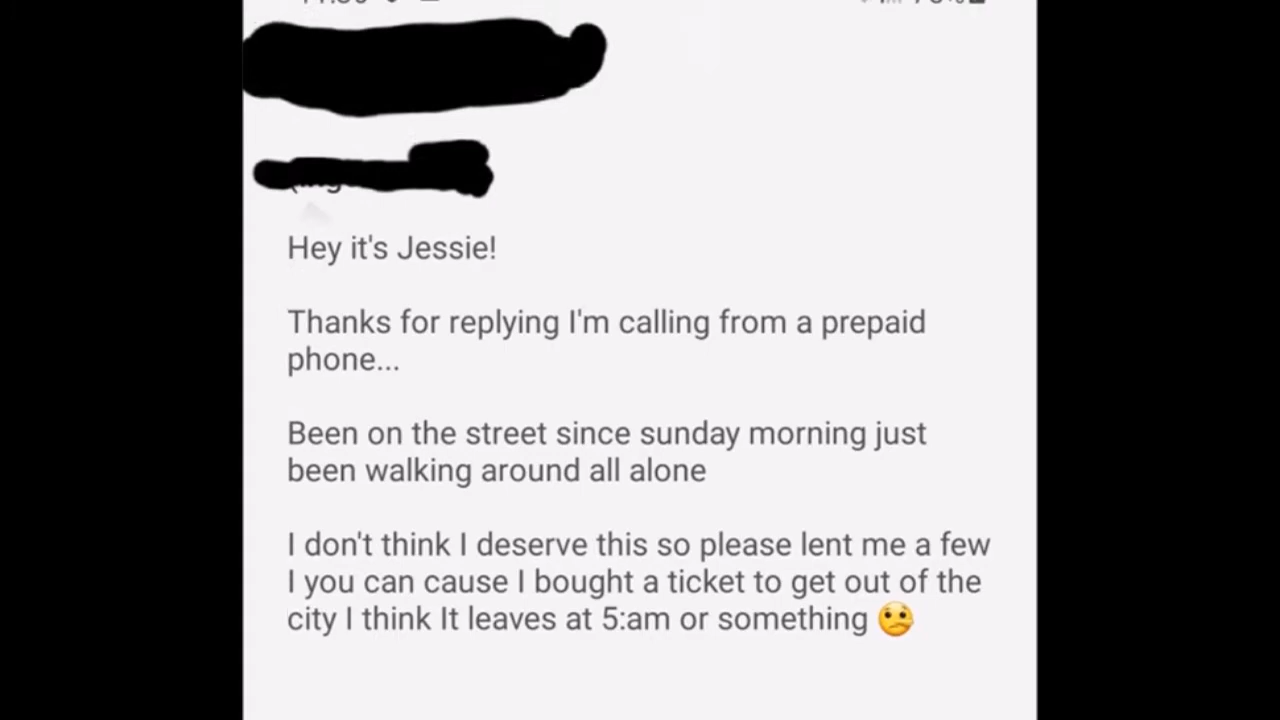 Hey it's Jessie!
Thanks for replying I'm calling from a prepaid
phone...
Been on the street since sunday morning just
been walking around all alone
I don't think I deserve this so please lent me a few
I you can cause I bought a ticket to get out of the
city I think It leaves at 5:am or something 🤕